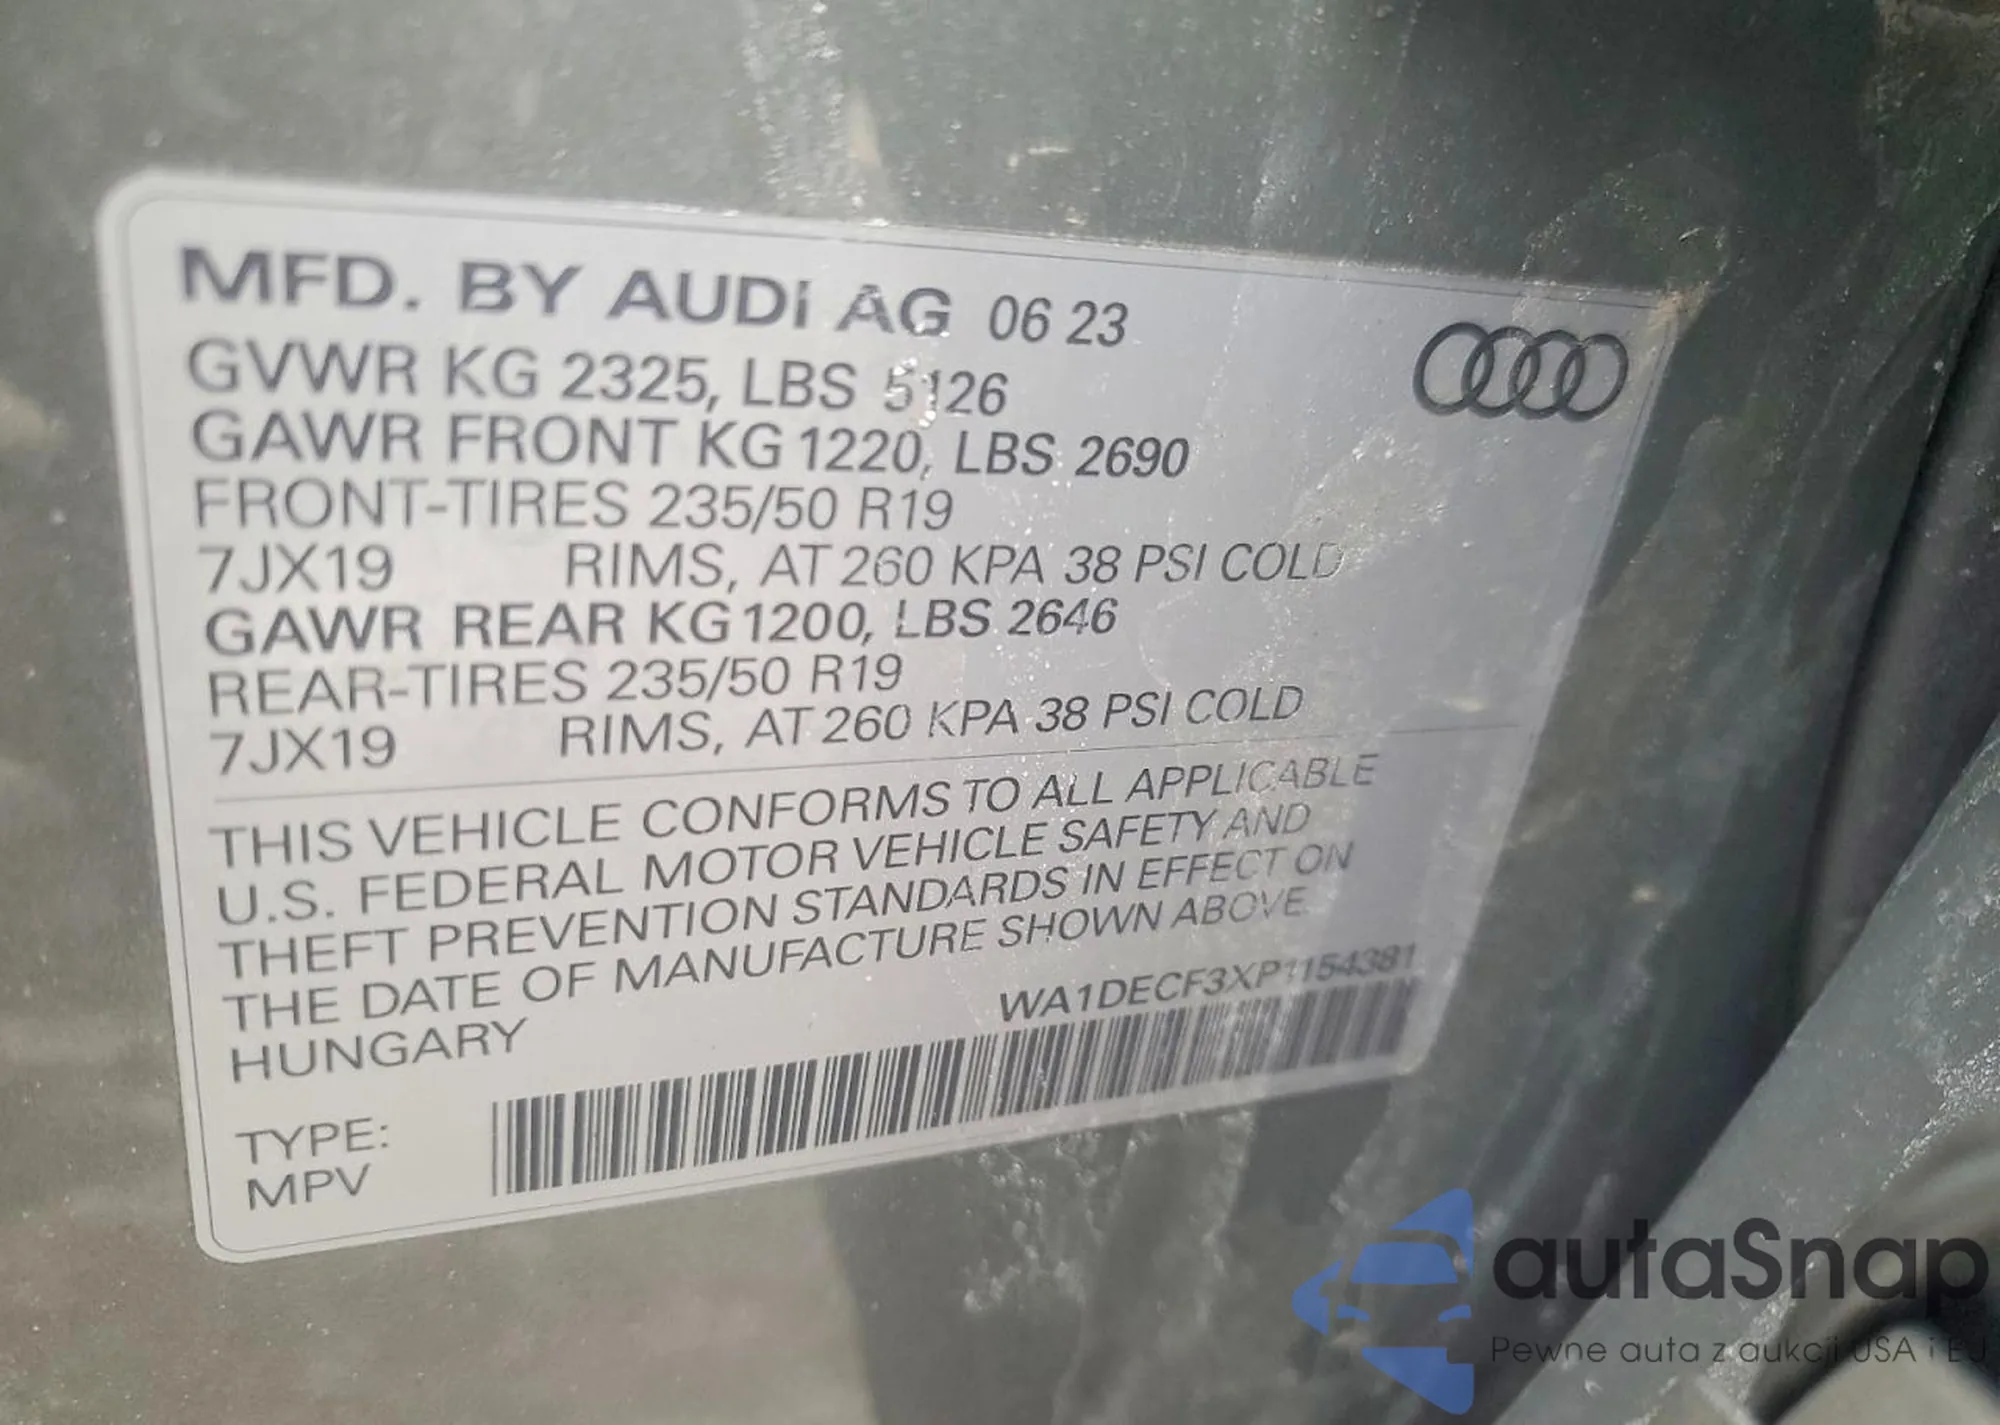 MFD. BY AUDi AG 06 23
GVWR KG 2325, LBS 5126
GAWR FRONT KG 1220, LBS 2690
FRONT-TIRES 235/50 R19
7JX19 RIMS, AT 260 KPA 38 PSI COLD
GAWR REAR KG 1200, LBS 2646
REAR-TIRES 235/50 R19
7JX19 RIMS, AT 260 KPA 38 PSI COLD
THIS VEHICLE CONFORMS TO ALL APPLICABLE
U.S. FEDERAL MOTOR VEHICLE SAFETY AND
THEFT PREVENTION STANDARDS IN EFFECT ON
THE DATE OF MANUFACTURE SHOWN ABOVE.
HUNGARY
WA1DECF3XP1154381
TYPE:
MPV
autaSnap
Pewne auta z aukcji USA i EU